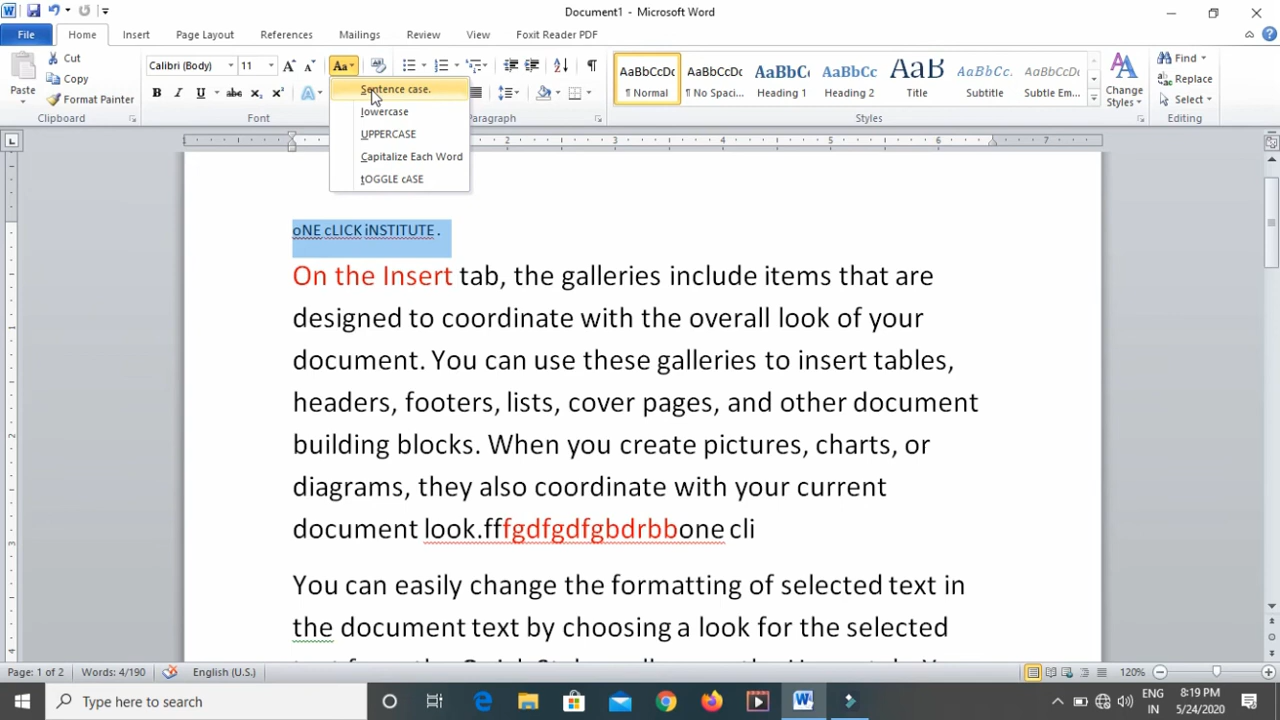 Document1 - Microsoft Word
File Home Insert Page Layout References Mailings Review View Foxit Reader PDF
Cut
Copy
Format Painter
Paste
Clipboard
Calibri (Body) 11 Aa
B I U abc x₂ x² A
Font
Sentence case.
lowercase
UPPERCASE
Capitalize Each Word
tOGGLE cASE
Paragraph
AaBbCcDc AaBbCcDc AaBbCc AaBbCc AaB AaBbCc. AaBbCcDc
¶ Normal ¶ No Spaci... Heading 1 Heading 2 Title Subtitle Subtle Em...
Styles
Change
Styles
Find
Replace
Select
Editing
oNE cLICK iNSTITUTE .
On the Insert tab, the galleries include items that are
designed to coordinate with the overall look of your
document. You can use these galleries to insert tables,
headers, footers, lists, cover pages, and other document
building blocks. When you create pictures, charts, or
diagrams, they also coordinate with your current
document look.fffgdfgdfgbdrbbone cli
You can easily change the formatting of selected text in
the document text by choosing a look for the selected
Page: 1 of 2 Words: 4/190 English (U.S.) 120%
Type here to search
ENG
IN
8:19 PM
5/24/2020